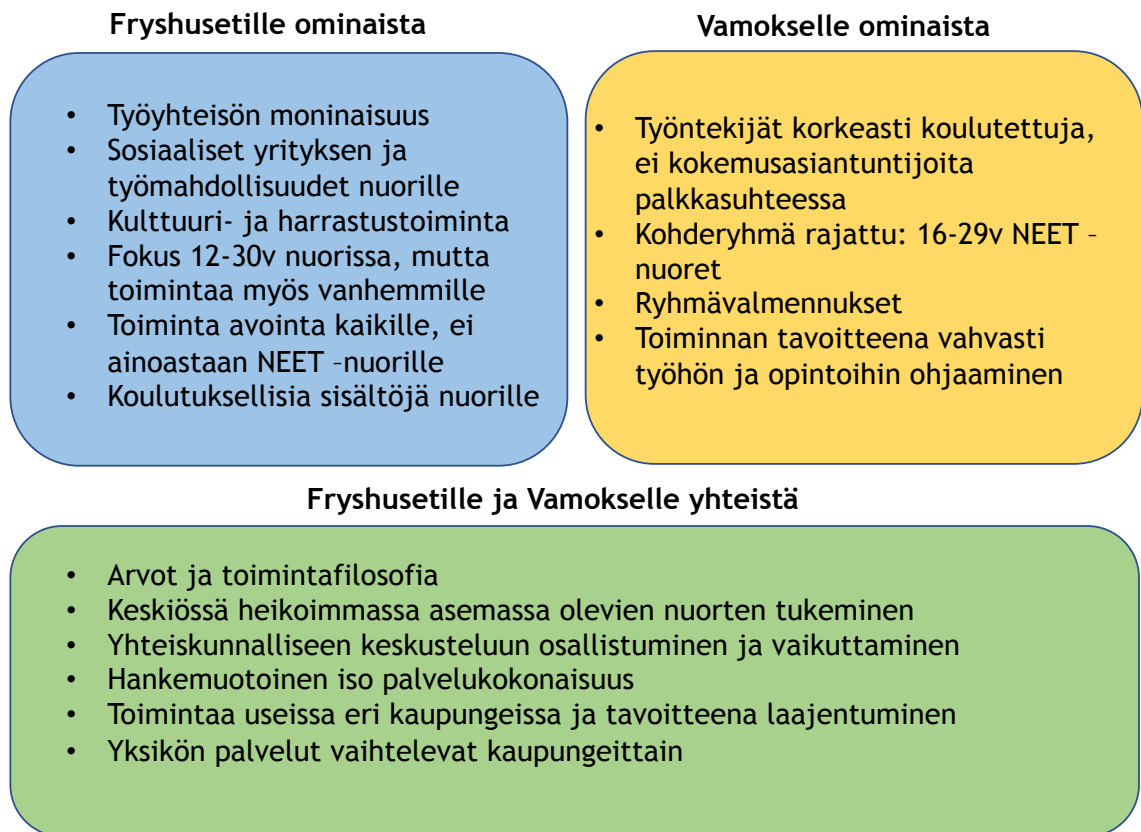 Fryshusetille ominaista
• Työyhteisön moninaisuus
• Sosiaaliset yrityksen ja
työmahdollisuudet nuorille
• Kulttuuri- ja harrastustoiminta
• Fokus 12-30v nuorissa, mutta
toimintaa myös vanhemmille
• Toiminta avointa kaikille, ei
ainoastaan NEET –nuorille
• Koulutuksellisia sisältöjä nuorille
Vamokselle ominaista
• Työntekijät korkeasti koulutettuja,
ei kokemusasiantuntijoita
palkkasuhteessa
• Kohderyhmä rajattu: 16-29v NEET –
nuoret
• Ryhmävalmennukset
• Toiminnan tavoitteena vahvasti
työhön ja opintoihin ohjaaminen
Fryshusetille ja Vamokselle yhteistä
• Arvot ja toimintafilosofia
• Keskiössä heikoimmassa asemassa olevien nuorten tukeminen
• Yhteiskunnalliseen keskusteluun osallistuminen ja vaikuttaminen
• Hankemuotoinen iso palvelukokonaisuus
• Toimintaa useissa eri kaupungeissa ja tavoitteena laajentuminen
• Yksikön palvelut vaihtelevat kaupungeittain